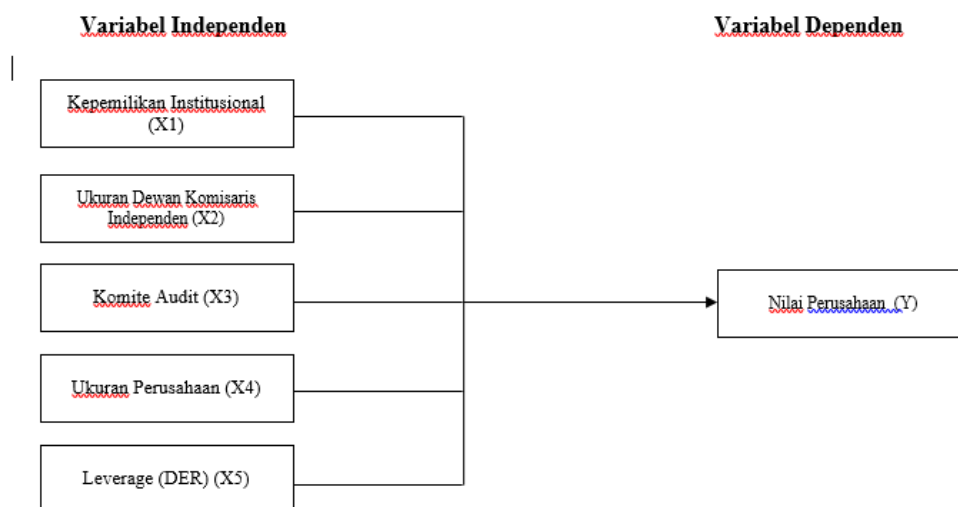 Variabel Independen
Variabel Dependen
Kepemilikan Institusional
(X1)
Ukuran Dewan Komisaris
Independen (X2)
Komite Audit (X3)
Ukuran Perusahaan (X4)
Leverage (DER) (X5)
Nilai Perusahaan (Y)